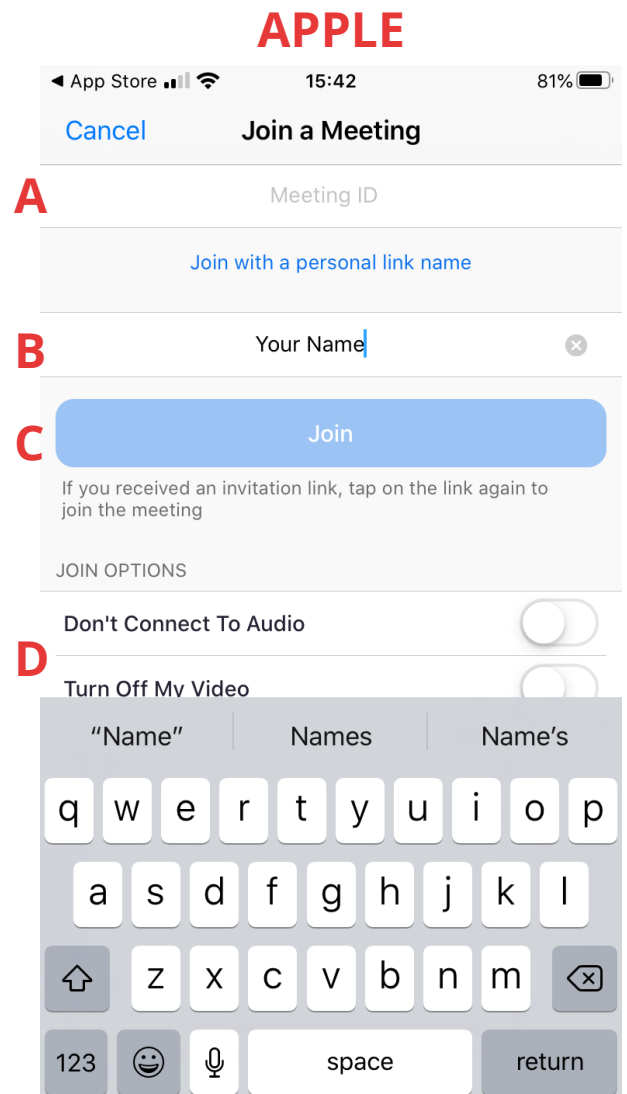 APPLE
◀ App Store 15:42 81%
Cancel Join a Meeting
A Meeting ID
Join with a personal link name
B Your Name
C Join
If you received an invitation link, tap on the link again to
join the meeting
JOIN OPTIONS
Don't Connect To Audio
D
Turn Off My Video
“Name” Names Name's
q w e r t y u i o p
a s d f g h j k l
z x c v b n m
123 space return